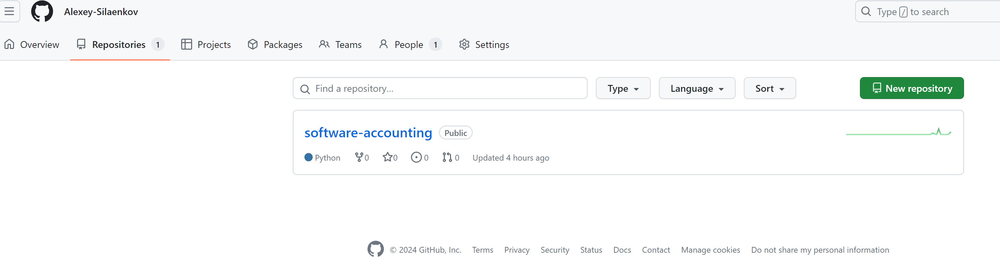 Alexey-Silaenkov
Type / to search
Overview Repositories 1 Projects Packages Teams People 1 Settings
Find a repository... Type Language Sort New repository
software-accounting Public
Python 0 0 0 0 Updated 4 hours ago
© 2024 GitHub, Inc. Terms Privacy Security Status Docs Contact Manage cookies Do not share my personal information